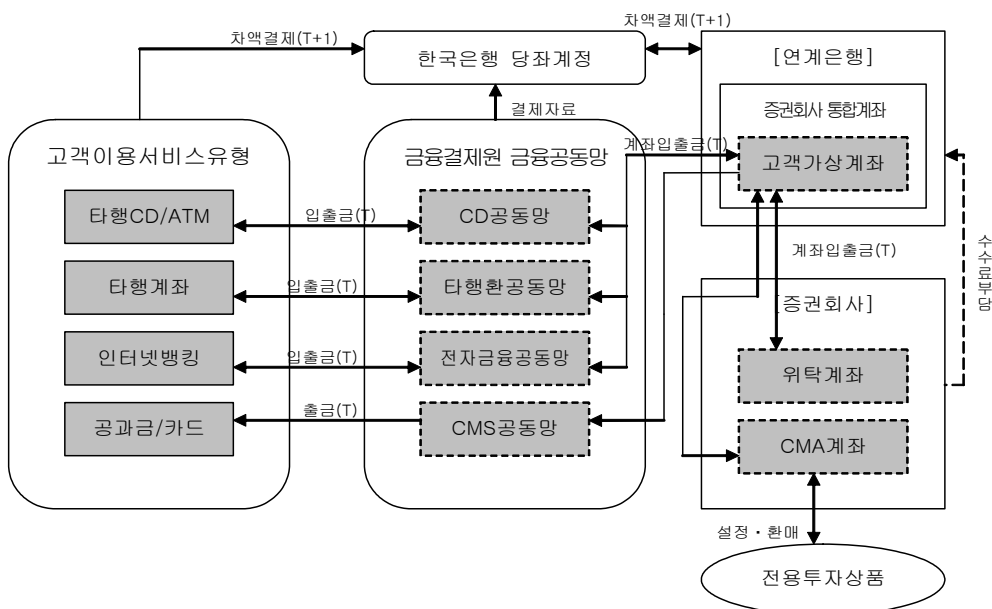 차액결제(T+1)
차액결제(T+1)
한국은행 당좌계정
[연계은행]
결제자료
증권회사 통합계좌
고객이용서비스유형
금융결제원 금융공동망
계좌입출금(T)
고객가상계좌
타행CD/ATM
입출금(T)
CD공동망
계좌입출금(T)
수수료부담
타행계좌
입출금(T)
타행환공동망
[증권회사]
인터넷뱅킹
입출금(T)
전자금융공동망
위탁계좌
공과금/카드
출금(T)
CMS공동망
CMA계좌
설정・환매
전용투자상품